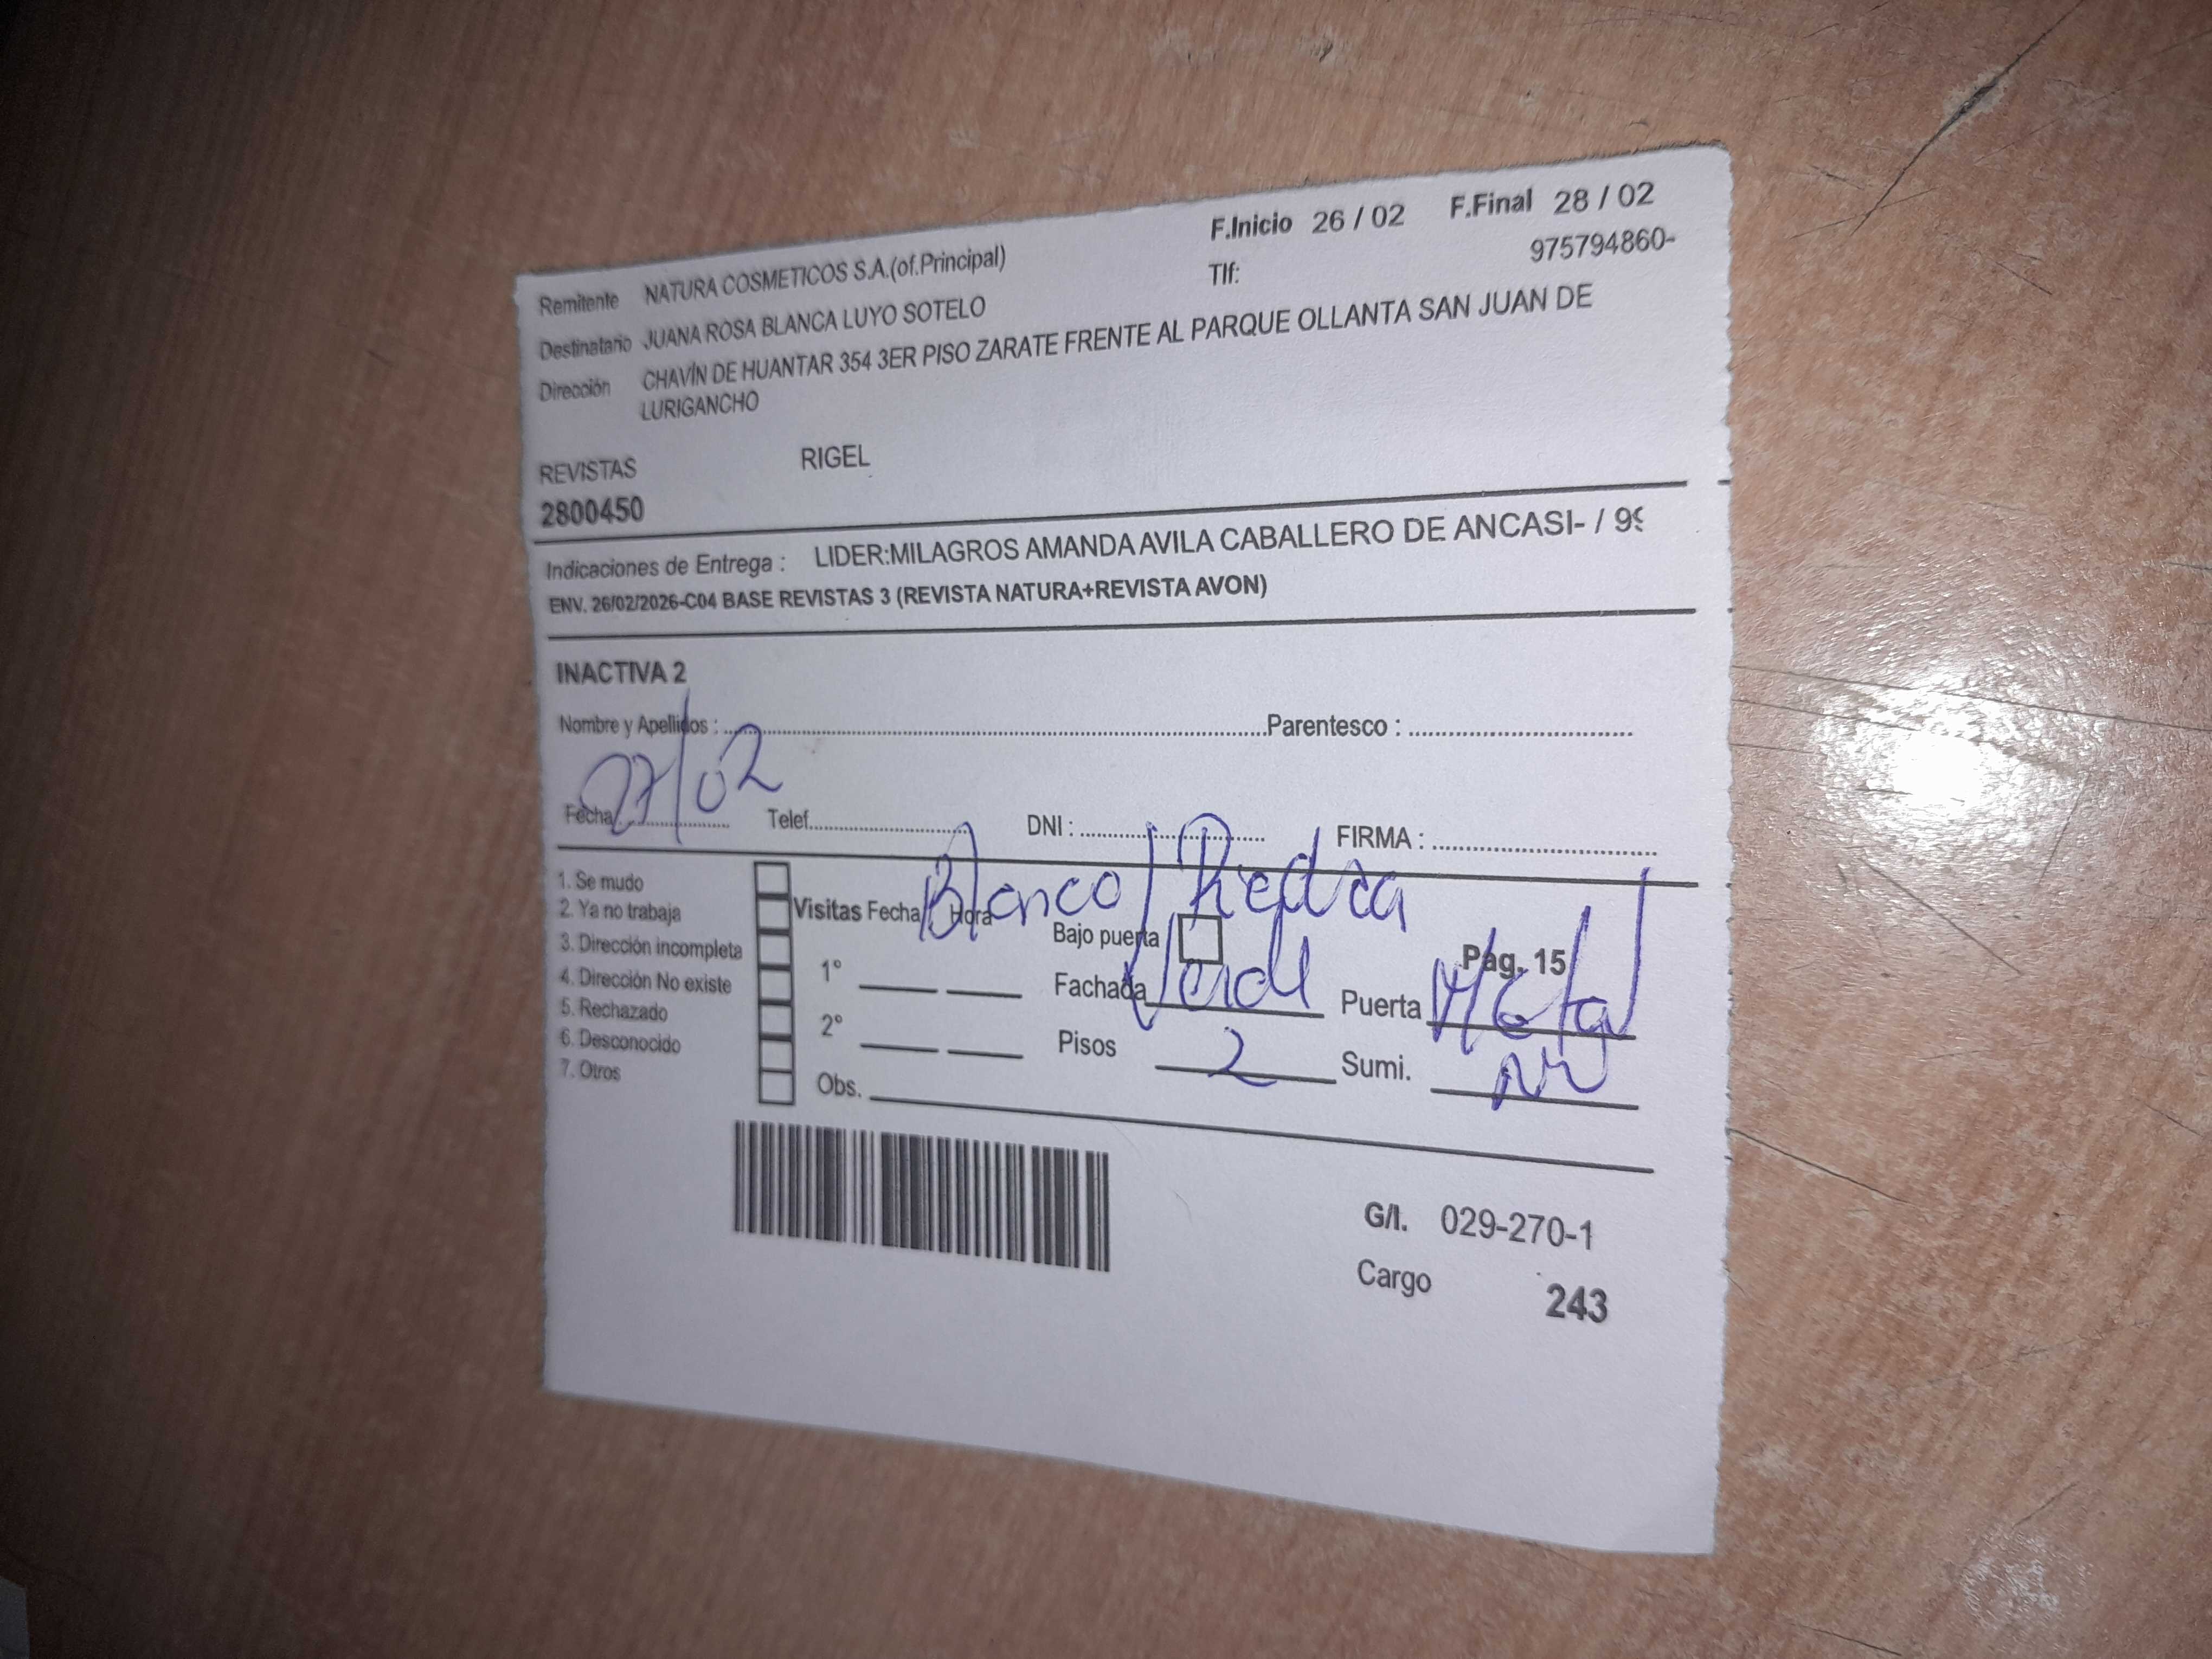 F.Inicio 26 / 02 F.Final 28 / 02
Remitente NATURA COSMETICOS S.A.(of.Principal) Tlf: 975794860-
Destinatario JUANA ROSA BLANCA LUYO SOTELO
Dirección CHAVÍN DE HUANTAR 354 3ER PISO ZARATE FRENTE AL PARQUE OLLANTA SAN JUAN DE
LURIGANCHO
REVISTAS RIGEL
2800450
Indicaciones de Entrega : LIDER:MILAGROS AMANDA AVILA CABALLERO DE ANCASI- / 99
ENV. 26/02/2026-C04 BASE REVISTAS 3 (REVISTA NATURA+REVISTA AVON)
INACTIVA 2
Nombre y Apellidos : Parentesco :
Fecha 27/02 Telef. DNI : FIRMA :
1. Se mudo
2. Ya no trabaja
3. Dirección incompleta
4. Dirección No existe
5. Rechazado
6. Desconocido
7. Otros
Visitas Fecha Hora
Blanco/Piedra
Bajo puerta Pág. 15
1° Fachada Verde Puerta Metal
2° Pisos 2 Sumi.
Obs.
G/I. 029-270-1
Cargo 243